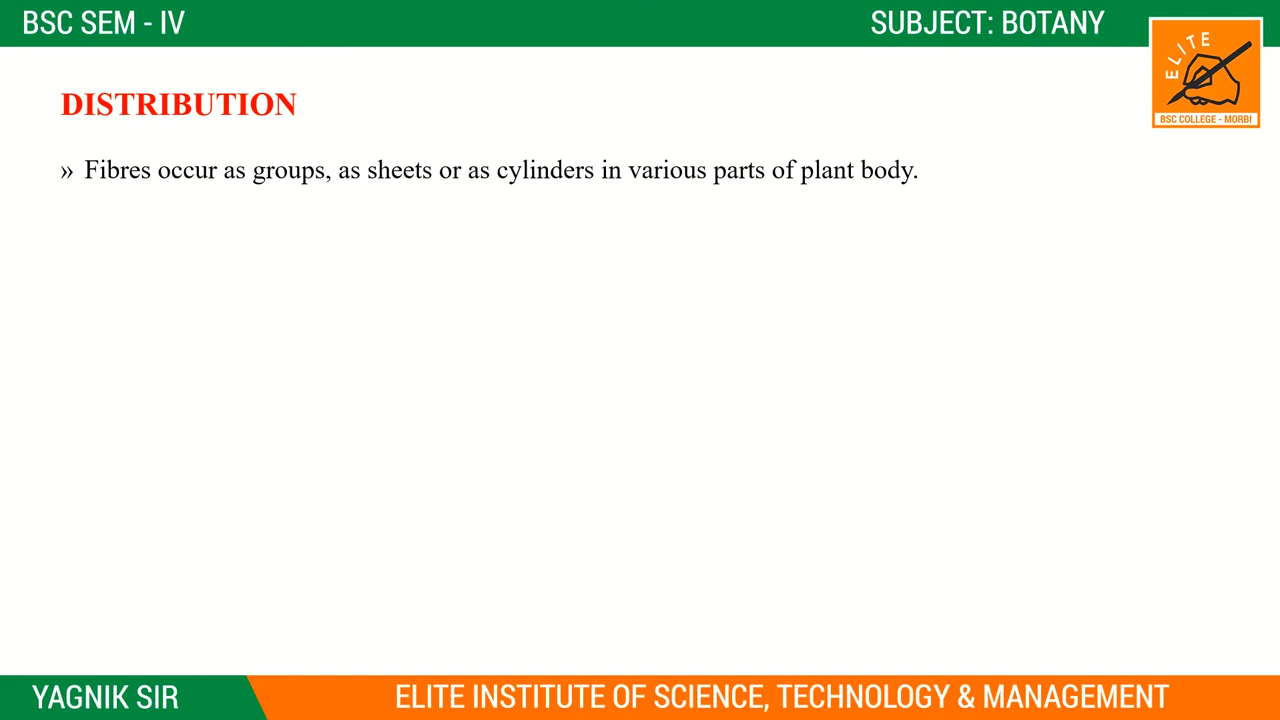 BSC SEM - IV
SUBJECT: BOTANY
ELITE
BSC COLLEGE - MORBI
DISTRIBUTION
» Fibres occur as groups, as sheets or as cylinders in various parts of plant body.
YAGNIK SIR
ELITE INSTITUTE OF SCIENCE, TECHNOLOGY & MANAGEMENT